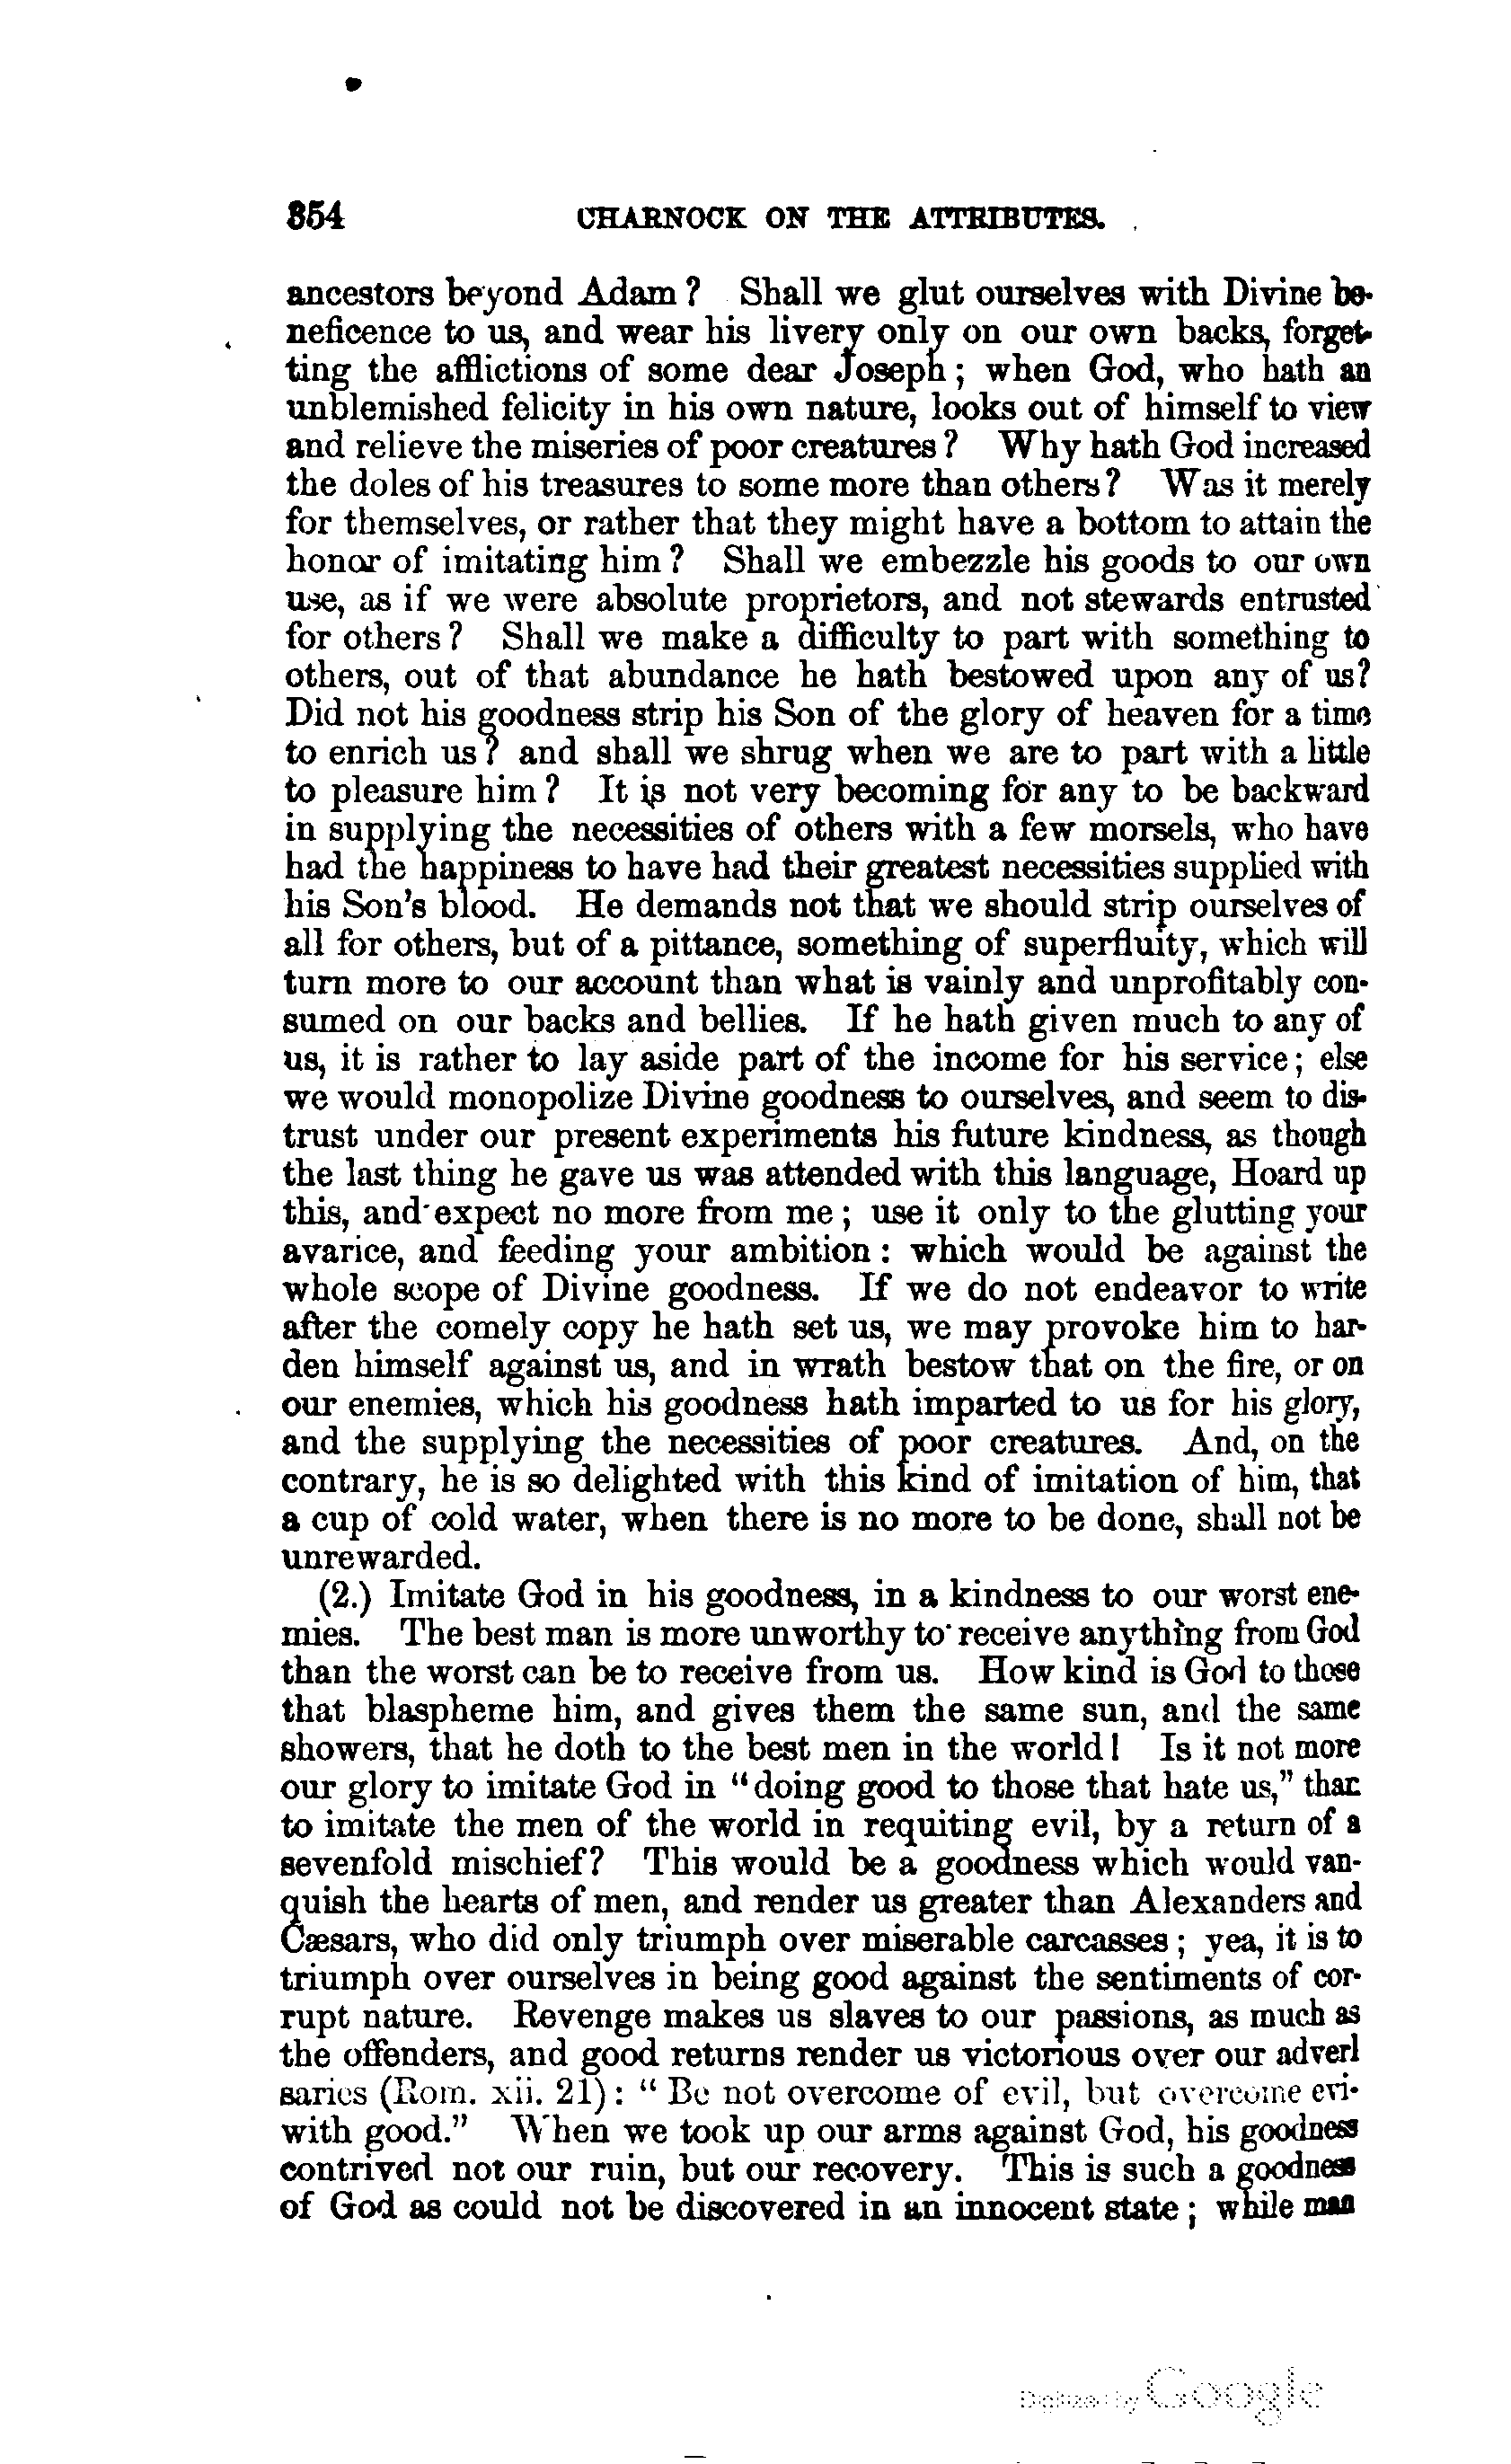 354 CHARNOCK ON THE ATTRIBUTES.
ancestors beyond Adam? Shall we glut ourselves with Divine be-
neficence to us, and wear his livery only on our own backs, forget-
ting the afflictions of some dear Joseph; when God, who hath an
unblemished felicity in his own nature, looks out of himself to view
and relieve the miseries of poor creatures? Why hath God increased
the doles of his treasures to some more than others? Was it merely
for themselves, or rather that they might have a bottom to attain the
honor of imitating him? Shall we embezzle his goods to our own
use, as if we were absolute proprietors, and not stewards entrusted
for others? Shall we make a difficulty to part with something to
others, out of that abundance he hath bestowed upon any of us?
Did not his goodness strip his Son of the glory of heaven for a time
to enrich us? and shall we shrug when we are to part with a little
to pleasure him? It is not very becoming for any to be backward
in supplying the necessities of others with a few morsels, who have
had the happiness to have had their greatest necessities supplied with
his Son's blood. He demands not that we should strip ourselves of
all for others, but of a pittance, something of superfluity, which will
turn more to our account than what is vainly and unprofitably con-
sumed on our backs and bellies. If he hath given much to any of
us, it is rather to lay aside part of the income for his service; else
we would monopolize Divine goodness to ourselves, and seem to dis-
trust under our present experiments his future kindness, as though
the last thing he gave us was attended with this language, Hoard up
this, and expect no more from me; use it only to the glutting your
avarice, and feeding your ambition: which would be against the
whole scope of Divine goodness. If we do not endeavor to write
after the comely copy he hath set us, we may provoke him to har-
den himself against us, and in wrath bestow that on the fire, or on
our enemies, which his goodness hath imparted to us for his glory,
and the supplying the necessities of poor creatures. And, on the
contrary, he is so delighted with this kind of imitation of him, that
a cup of cold water, when there is no more to be done, shall not be
unrewarded.
(2.) Imitate God in his goodness, in a kindness to our worst ene-
mies. The best man is more unworthy to receive anything from God
than the worst can be to receive from us. How kind is God to those
that blaspheme him, and gives them the same sun, and the same
showers, that he doth to the best men in the world! Is it not more
our glory to imitate God in "doing good to those that hate us," than
to imitate the men of the world in requiting evil, by a return of a
sevenfold mischief? This would be a goodness which would van-
quish the hearts of men, and render us greater than Alexanders and
Cæsars, who did only triumph over miserable carcasses; yea, it is to
triumph over ourselves in being good against the sentiments of cor-
rupt nature. Revenge makes us slaves to our passions, as much as
the offenders, and good returns render us victorious over our adverl
saries (Rom. xii. 21): "Be not overcome of evil, but overcome evi-
with good." When we took up our arms against God, his goodness
contrived not our ruin, but our recovery. This is such a goodness
of God as could not be discovered in an innocent state; while man
Digitized by Google